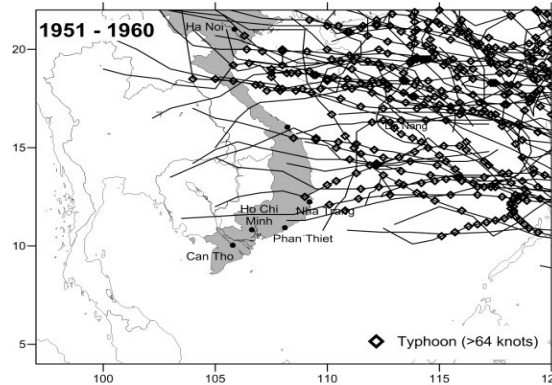 1951 - 1960
Ha Noi
20
Da Nang
15
Ho Chi
Minh
Nha Trang
Phan Thiet
10
Can Tho
5
Typhoon (>64 knots)
100
105
110
115
120